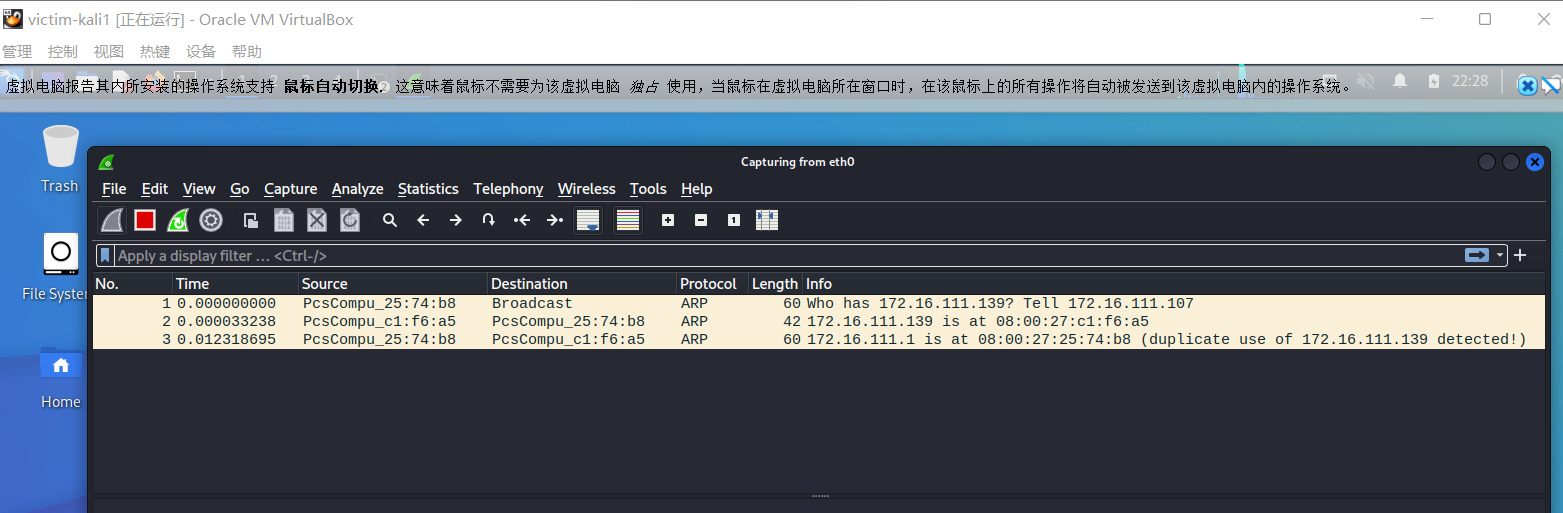 victim-kali1 [正在运行] - Oracle VM VirtualBox
管理 控制 视图 热键 设备 帮助
虚拟电脑报告其内所安装的操作系统支持 鼠标自动切换. 这意味着鼠标不需要为该虚拟电脑 独占 使用，当鼠标在虚拟电脑所在窗口时，在该鼠标上的所有操作将自动被发送到该虚拟电脑内的操作系统。 22:28
Trash
File System
Home
Capturing from eth0
File Edit View Go Capture Analyze Statistics Telephony Wireless Tools Help
Apply a display filter … <Ctrl-/>
No. Time Source Destination Protocol Length Info
1 0.000000000 PcsCompu_25:74:b8 Broadcast ARP 60 Who has 172.16.111.139? Tell 172.16.111.107
2 0.000033238 PcsCompu_c1:f6:a5 PcsCompu_25:74:b8 ARP 42 172.16.111.139 is at 08:00:27:c1:f6:a5
3 0.012318695 PcsCompu_25:74:b8 PcsCompu_c1:f6:a5 ARP 60 172.16.111.1 is at 08:00:27:25:74:b8 (duplicate use of 172.16.111.139 detected!)